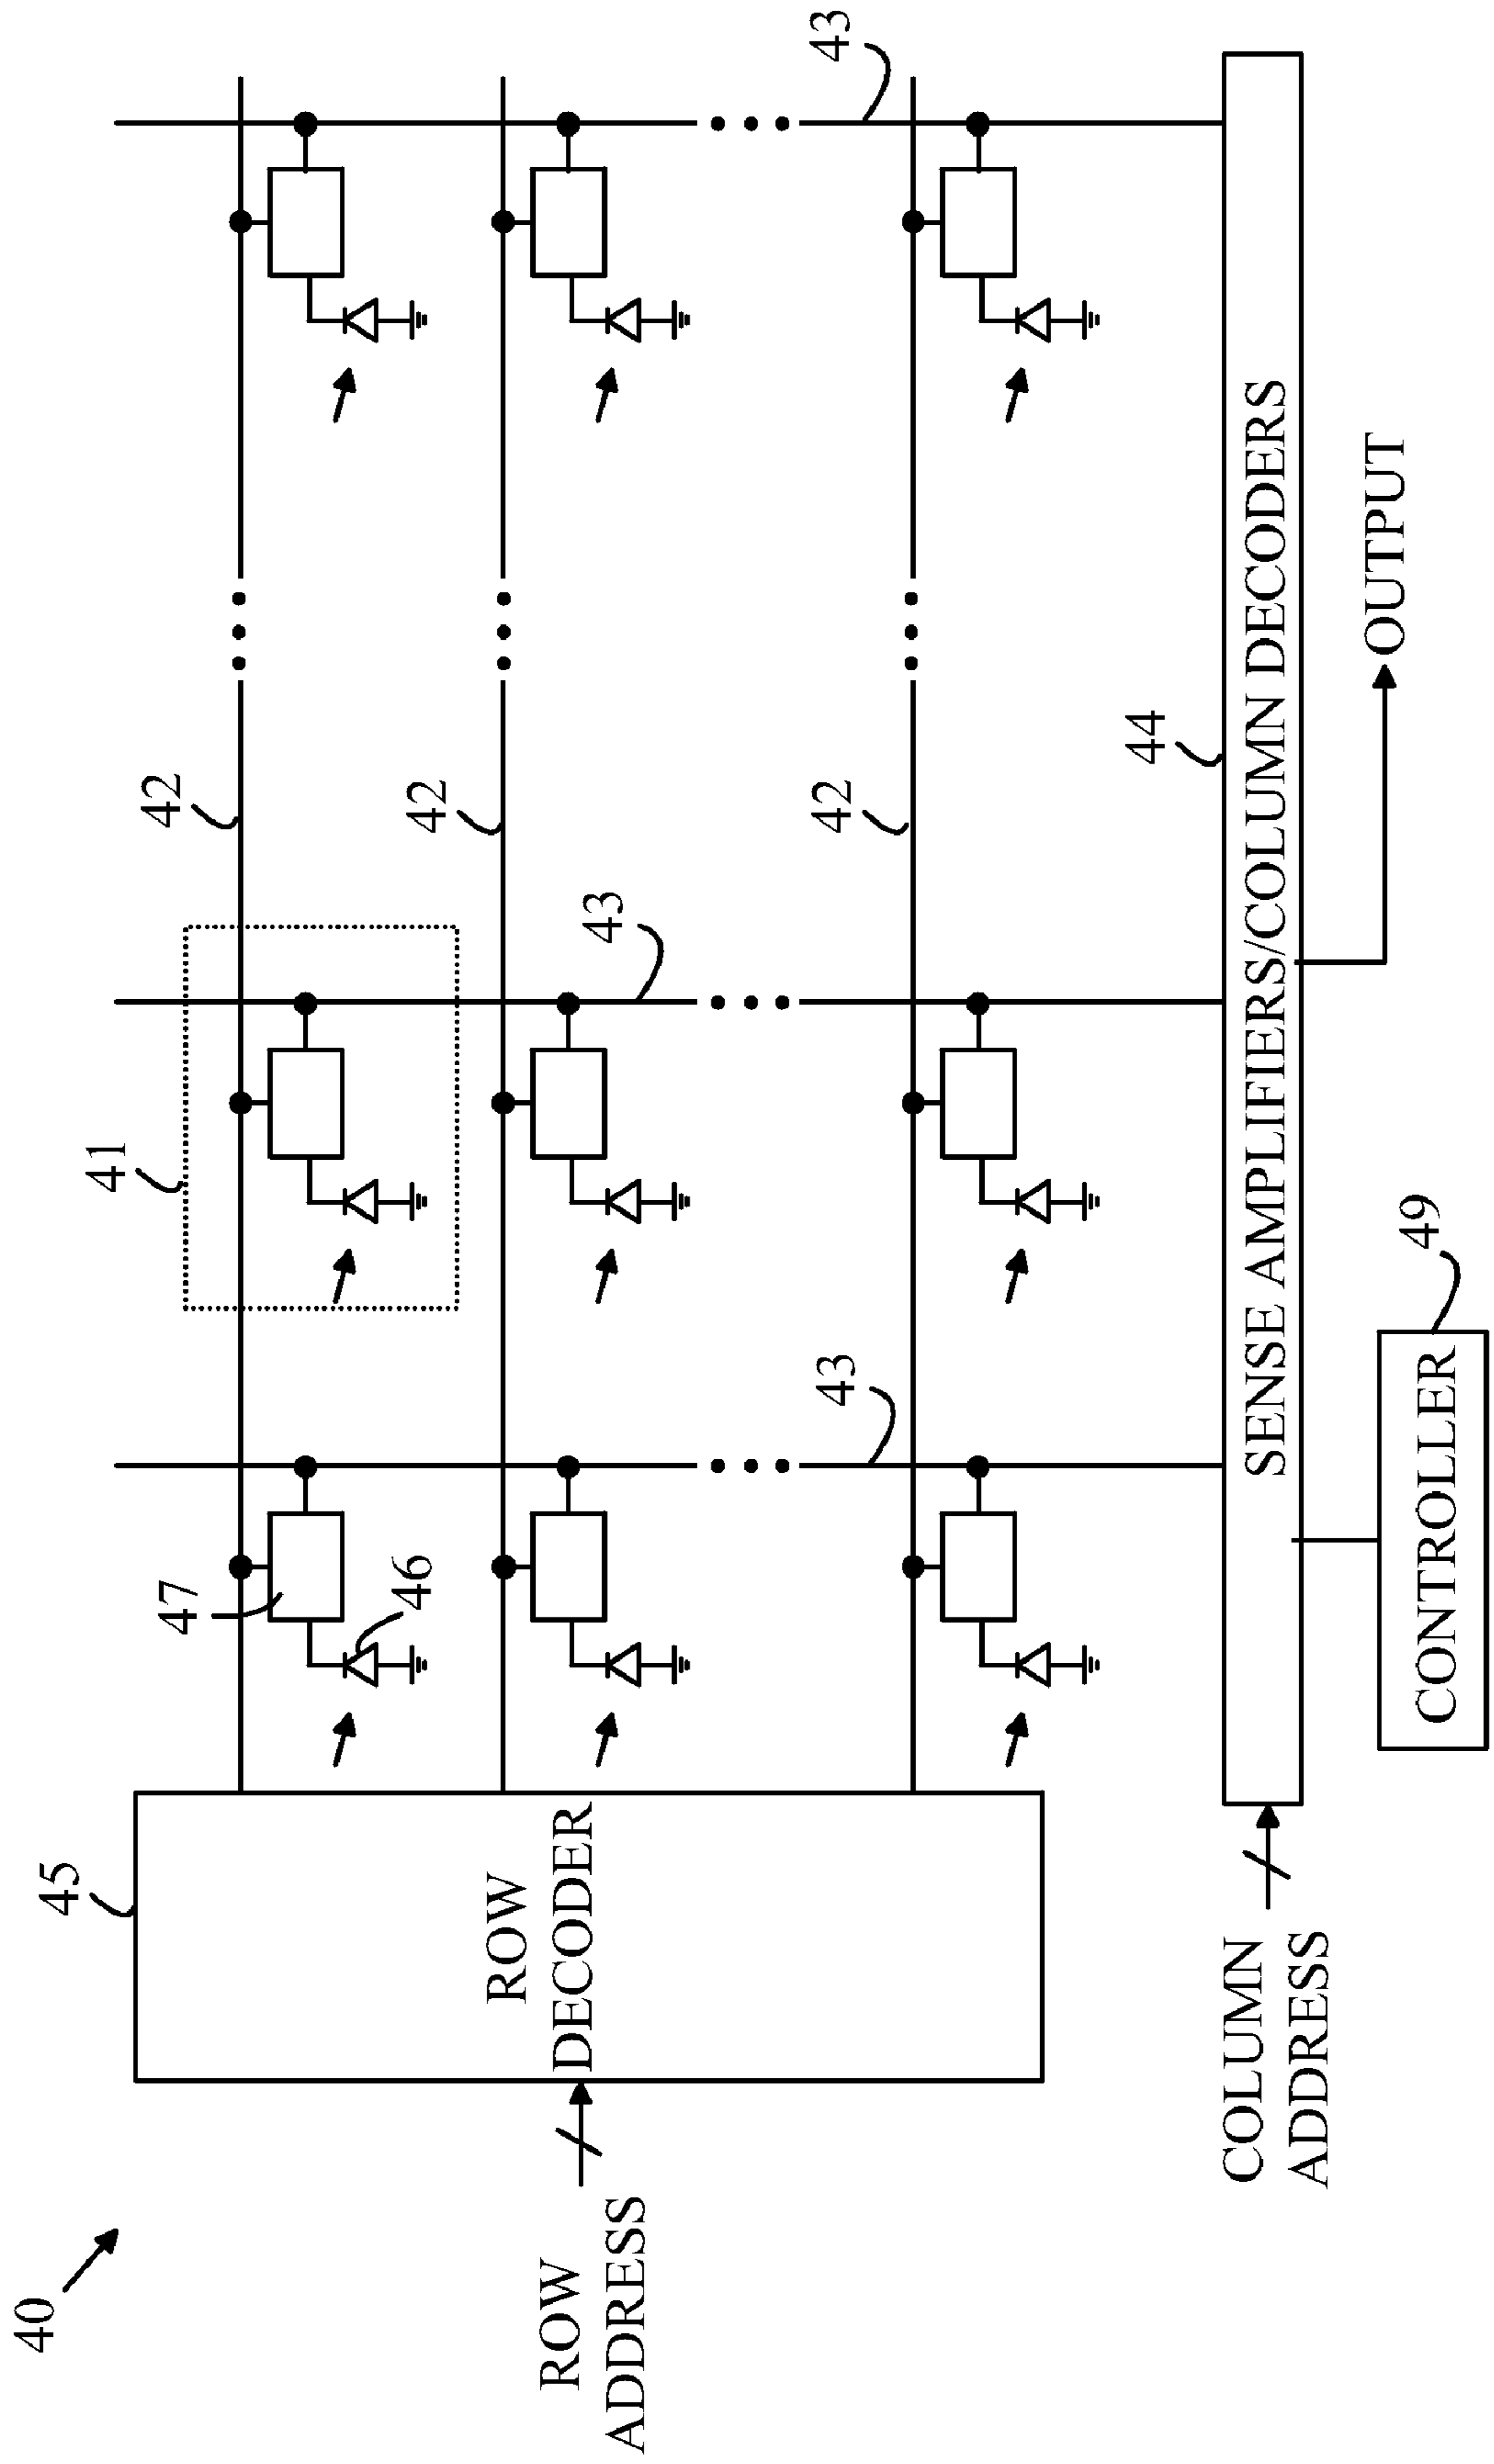 40
45
ROW
DECODER
ROW
ADDRESS
47
46
41
42
42
42
43
43
43
44
SENSE AMPLIFIERS/COLUMN DECODERS
COLUMN
ADDRESS
CONTROLLER
49
OUTPUT